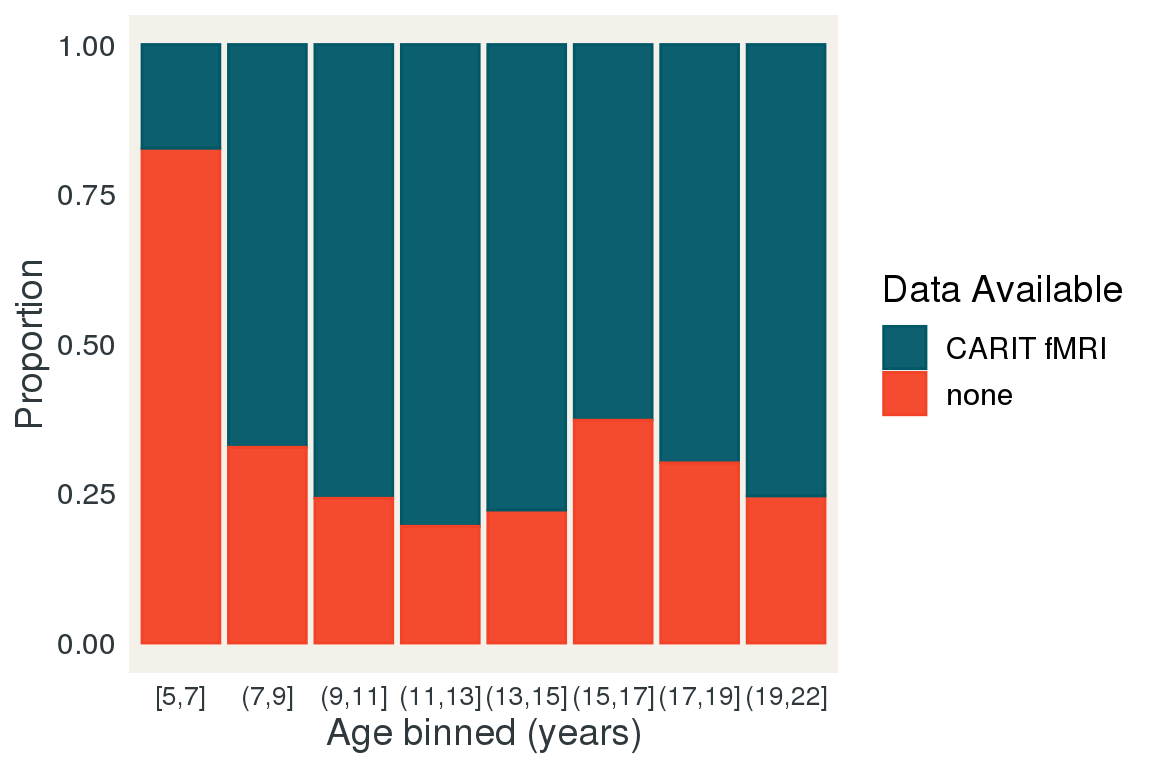 1.00
0.75
0.50
0.25
0.00
Proportion
[5,7] (7,9] (9,11] (11,13] (13,15] (15,17] (17,19] (19,22]
Age binned (years)
Data Available
CARIT fMRI
none